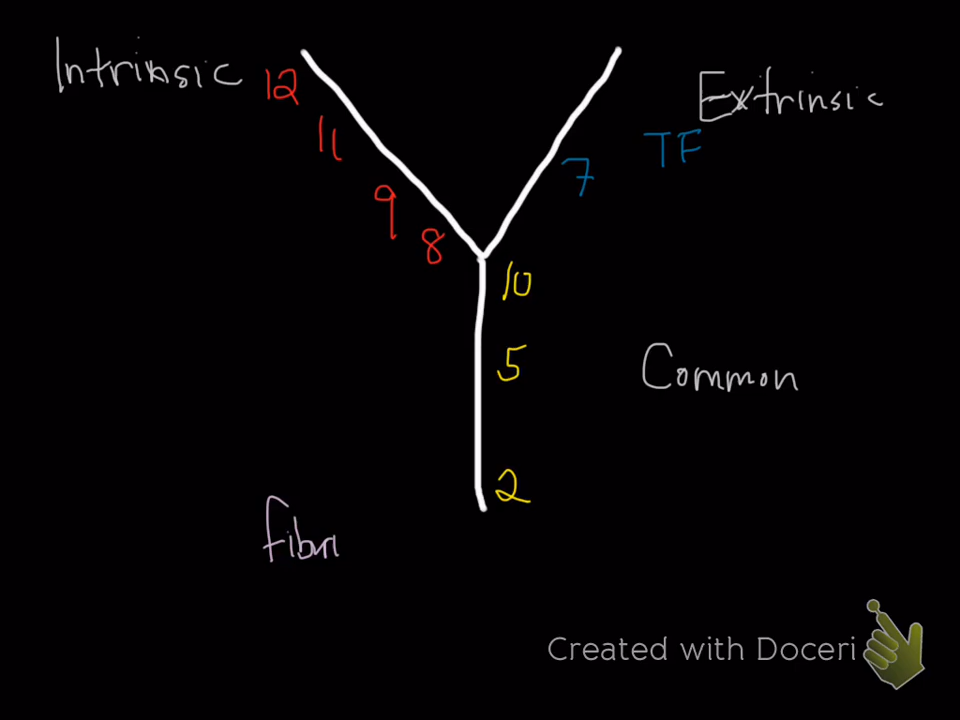 Intrinsic
Extrinsic
12
11
TF
7
9
8
10
5
Common
2
fibri
Created with Doceri